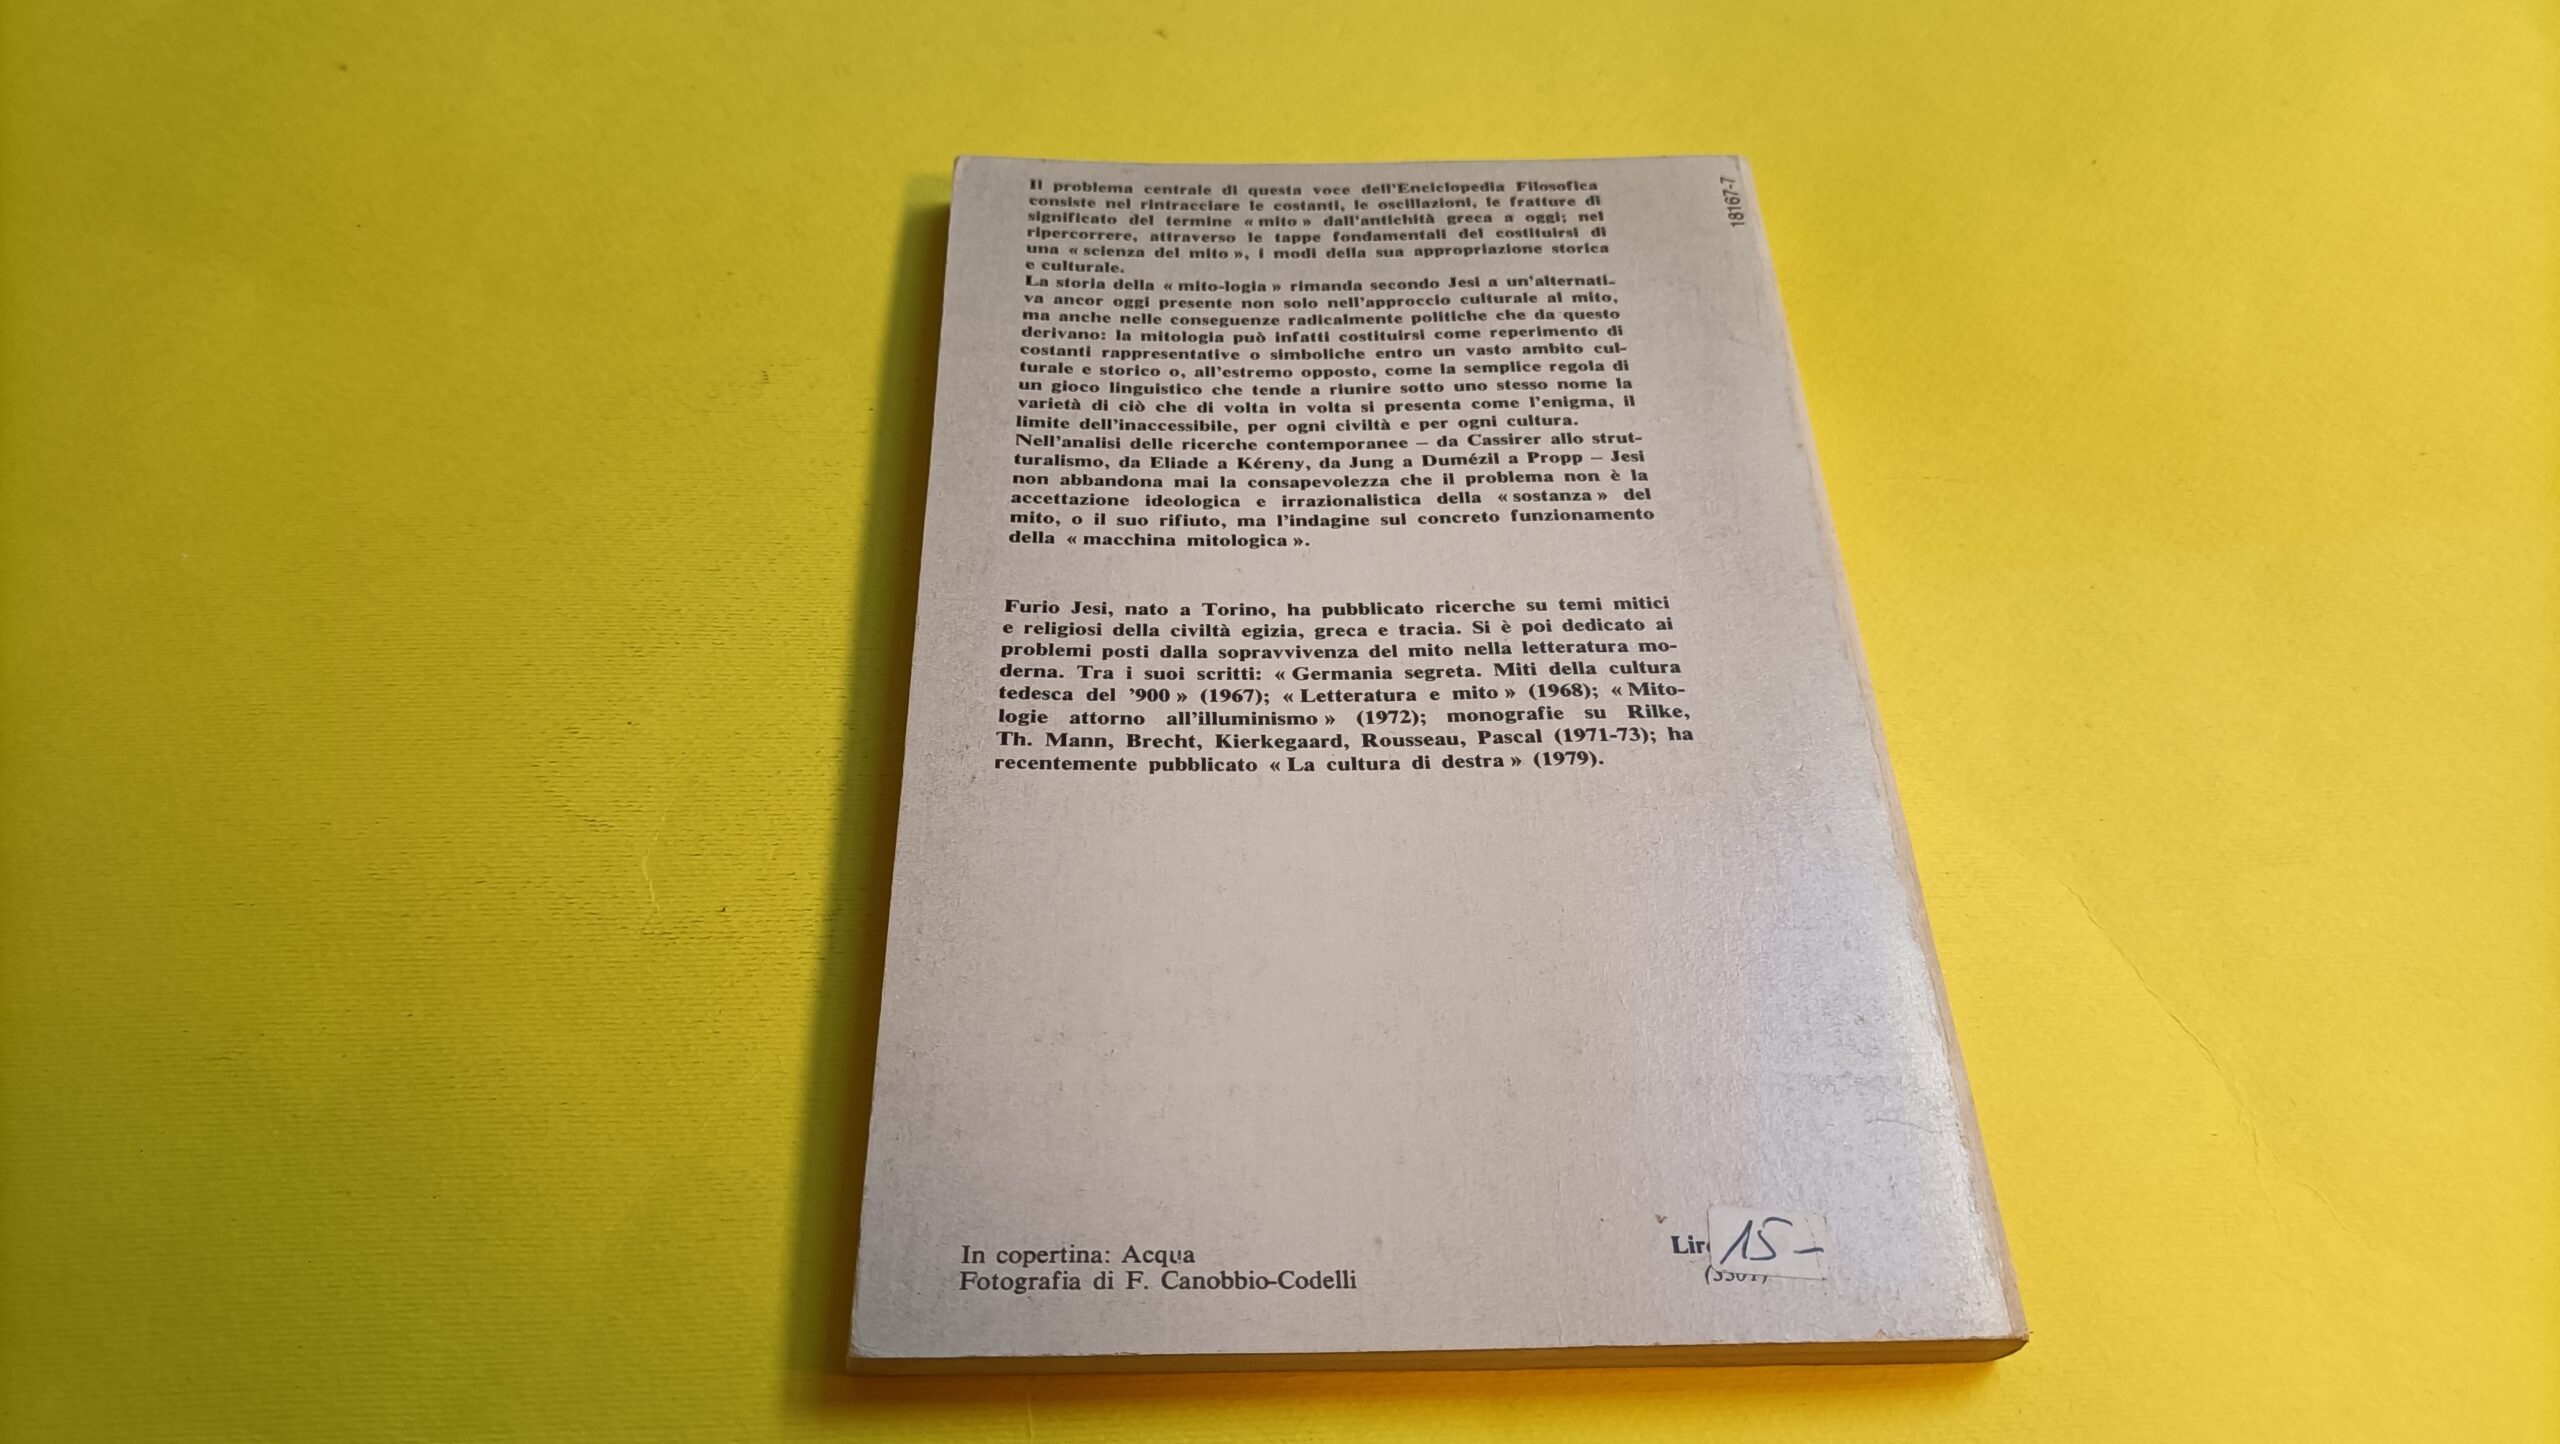 Il problema centrale di questa voce dell'Enciclopedia Filosofica
consiste nel rintracciare le costanti, le oscillazioni, le fratture di
significato del termine « mito » dall'antichità greca a oggi; nel
ripercorrere, attraverso le tappe fondamentali del costituirsi di
una « scienza del mito », i modi della sua appropriazione storica
e culturale.
La storia della « mito-logia » rimanda secondo Jesi a un'alternati-
va ancor oggi presente non solo nell'approccio culturale al mito,
ma anche nelle conseguenze radicalmente politiche che da questo
derivano: la mitologia può infatti costituirsi come reperimento di
costanti rappresentative o simboliche entro un vasto ambito cul-
turale e storico o, all'estremo opposto, come la semplice regola di
un gioco linguistico che tende a riunire sotto uno stesso nome la
varietà di ciò che di volta in volta si presenta come l'enigma, il
limite dell'inaccessibile, per ogni civiltà e per ogni cultura.
Nell'analisi delle ricerche contemporanee – da Cassirer allo strut-
turalismo, da Eliade a Kéreny, da Jung a Dumézil a Propp – Jesi
non abbandona mai la consapevolezza che il problema non è la
accettazione ideologica e irrazionalistica della « sostanza » del
mito, o il suo rifiuto, ma l'indagine sul concreto funzionamento
della « macchina mitologica ».
Furio Jesi, nato a Torino, ha pubblicato ricerche su temi mitici
e religiosi della civiltà egizia, greca e tracia. Si è poi dedicato ai
problemi posti dalla sopravvivenza del mito nella letteratura mo-
derna. Tra i suoi scritti: « Germania segreta. Miti della cultura
tedesca del '900 » (1967); « Letteratura e mito » (1968); « Mito-
logie attorno all'illuminismo » (1972); monografie su Rilke,
Th. Mann, Brecht, Kierkegaard, Rousseau, Pascal (1971-73); ha
recentemente pubblicato « La cultura di destra » (1979).
18167-7
In copertina: Acqua
Fotografia di F. Canobbio-Codelli
15 –